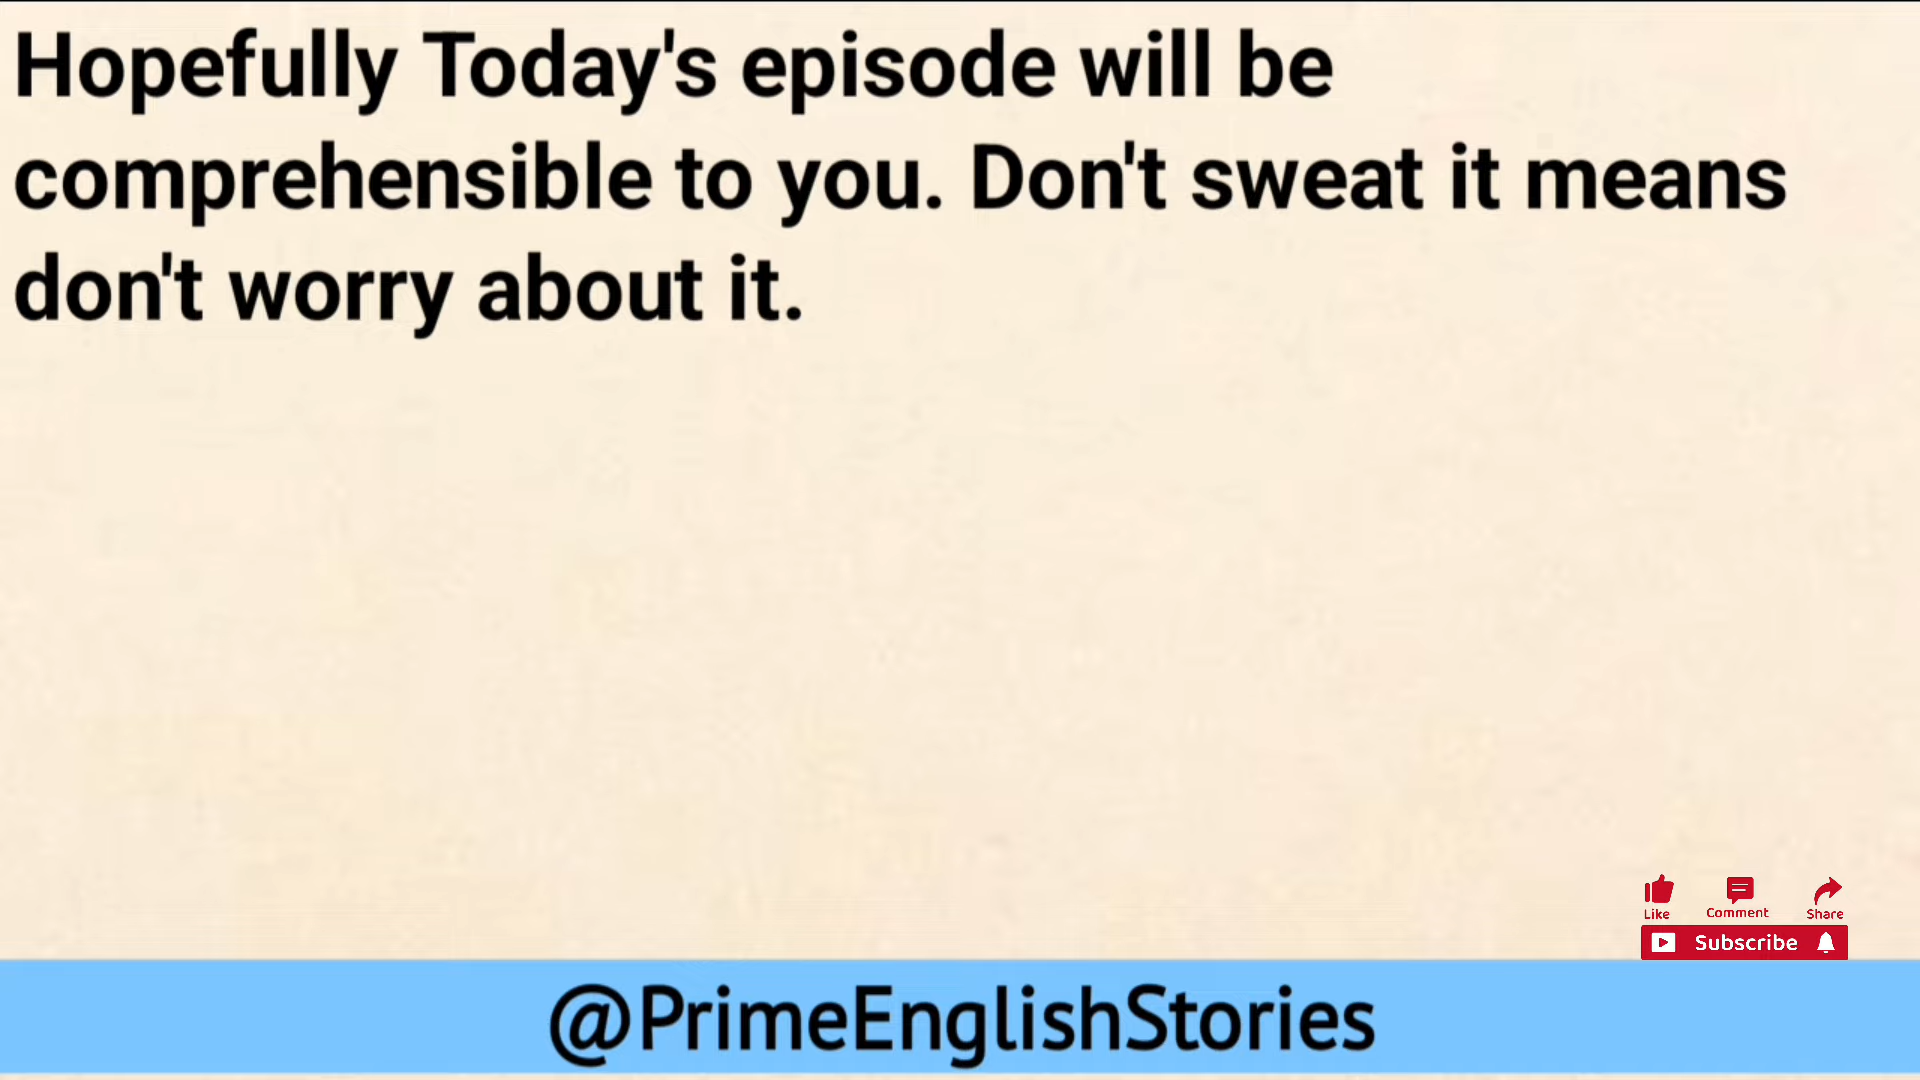 Hopefully Today's episode will be
comprehensible to you. Don't sweat it means
don't worry about it.
Like Comment Share
Subscribe
@PrimeEnglishStories